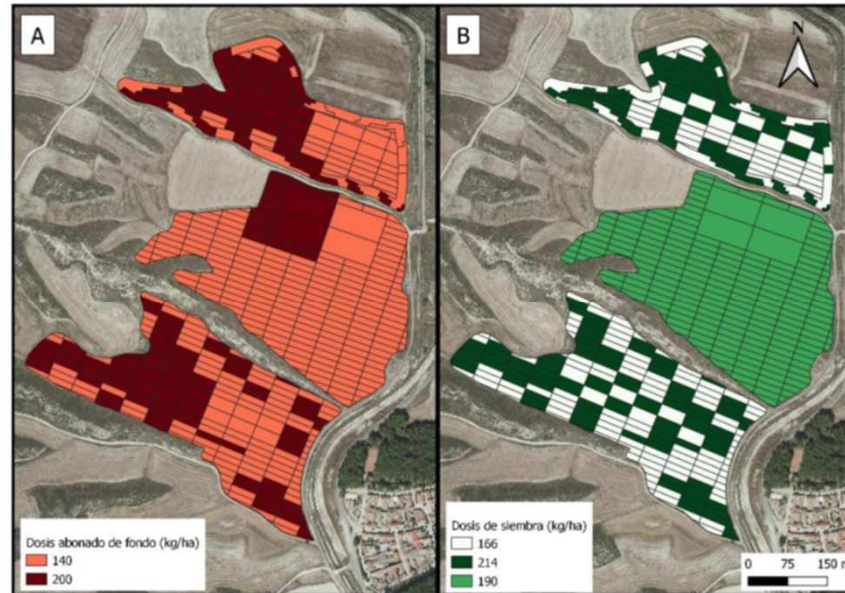 A
Dosis abonado de fondo (kg/ha)
140
200
B
N
Dosis de siembra (kg/ha)
166
214
190
0 75 150 m